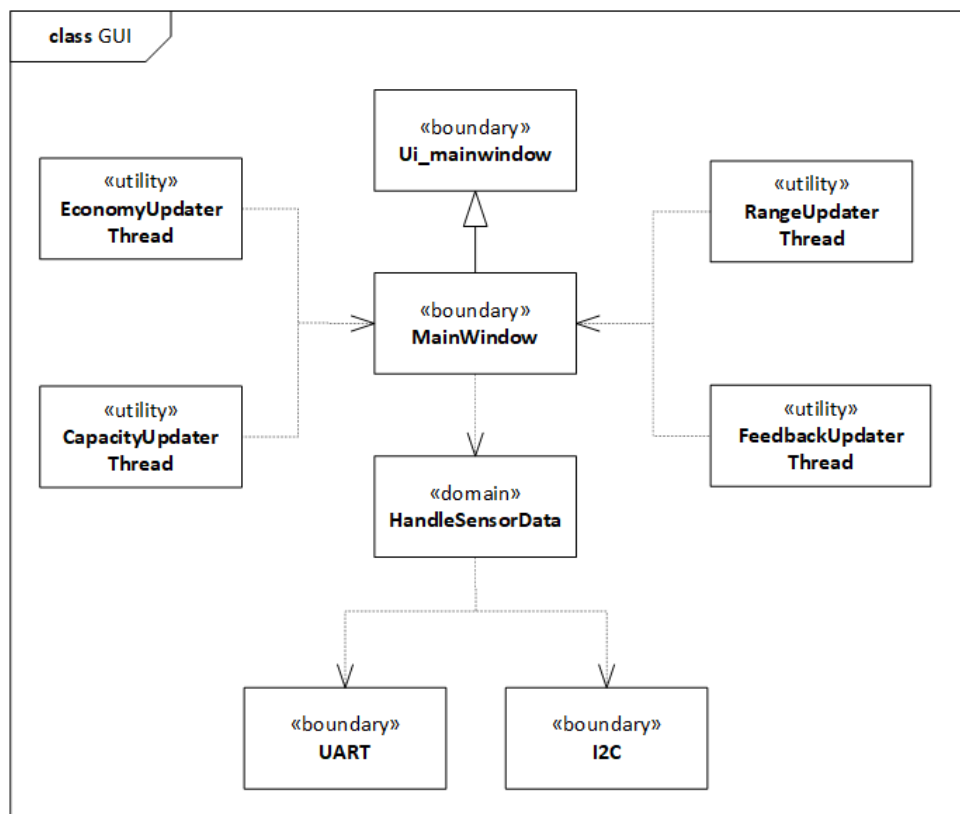 class GUI
«boundary»
Ui_mainwindow
«utility»
EconomyUpdater
Thread
«utility»
RangeUpdater
Thread
«boundary»
MainWindow
«utility»
CapacityUpdater
Thread
«utility»
FeedbackUpdater
Thread
«domain»
HandleSensorData
«boundary»
UART
«boundary»
I2C